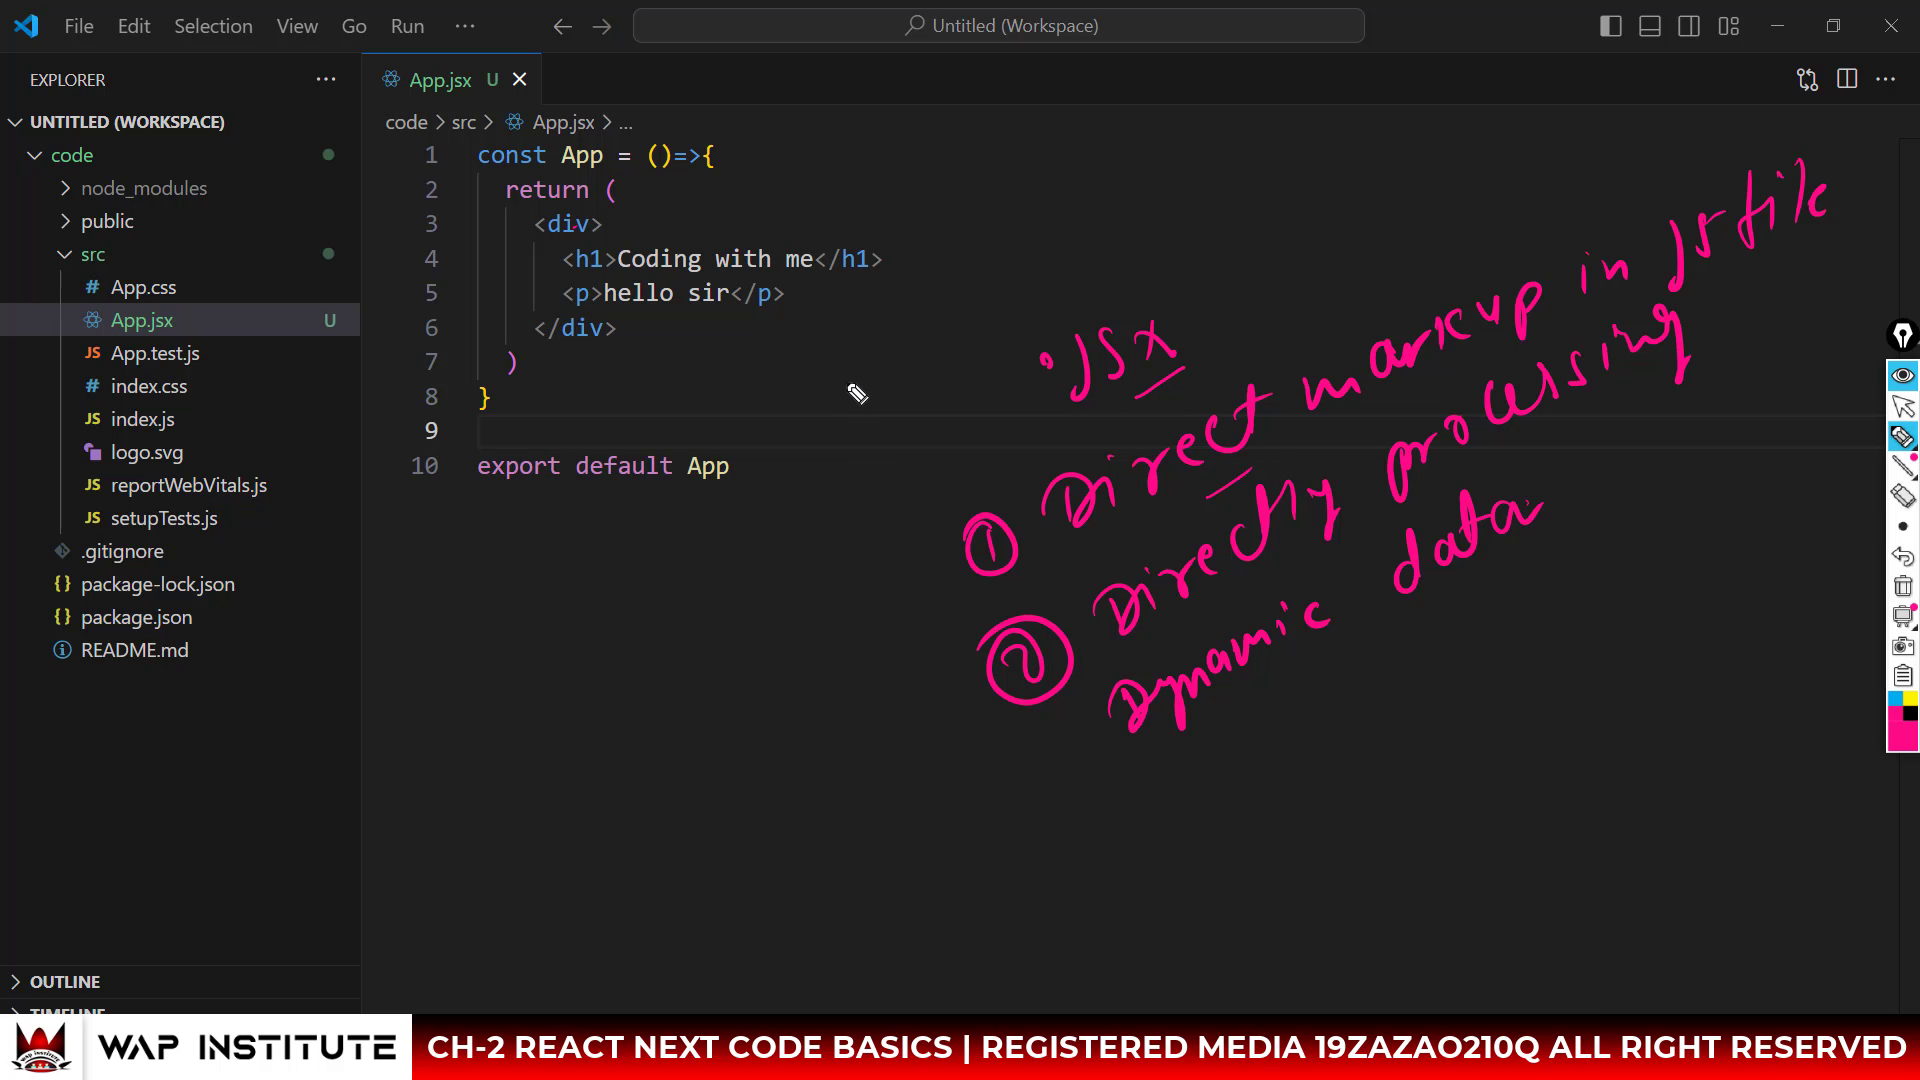 File Edit Selection View Go Run ... Untitled (Workspace)
EXPLORER ...
App.jsx U
UNTITLED (WORKSPACE)
code > src > App.jsx > ...
code
node_modules
public
src
App.css
App.jsx U
JS App.test.js
index.css
JS index.js
logo.svg
JS reportWebVitals.js
JS setupTests.js
.gitignore
{} package-lock.json
{} package.json
README.md
OUTLINE
TIMELINE
1 const App = ()=>{
2 return (
3 <div>
4 <h1>Coding with me</h1>
5 <p>hello sir</p>
6 </div>
7 )
8 }
9
10 export default App
.JSX
1 Direct markup in JS file
2 Directly processing
Dynamic data
WAP INSTITUTE
CH-2 REACT NEXT CODE BASICS | REGISTERED MEDIA 19ZAZAO210Q ALL RIGHT RESERVED